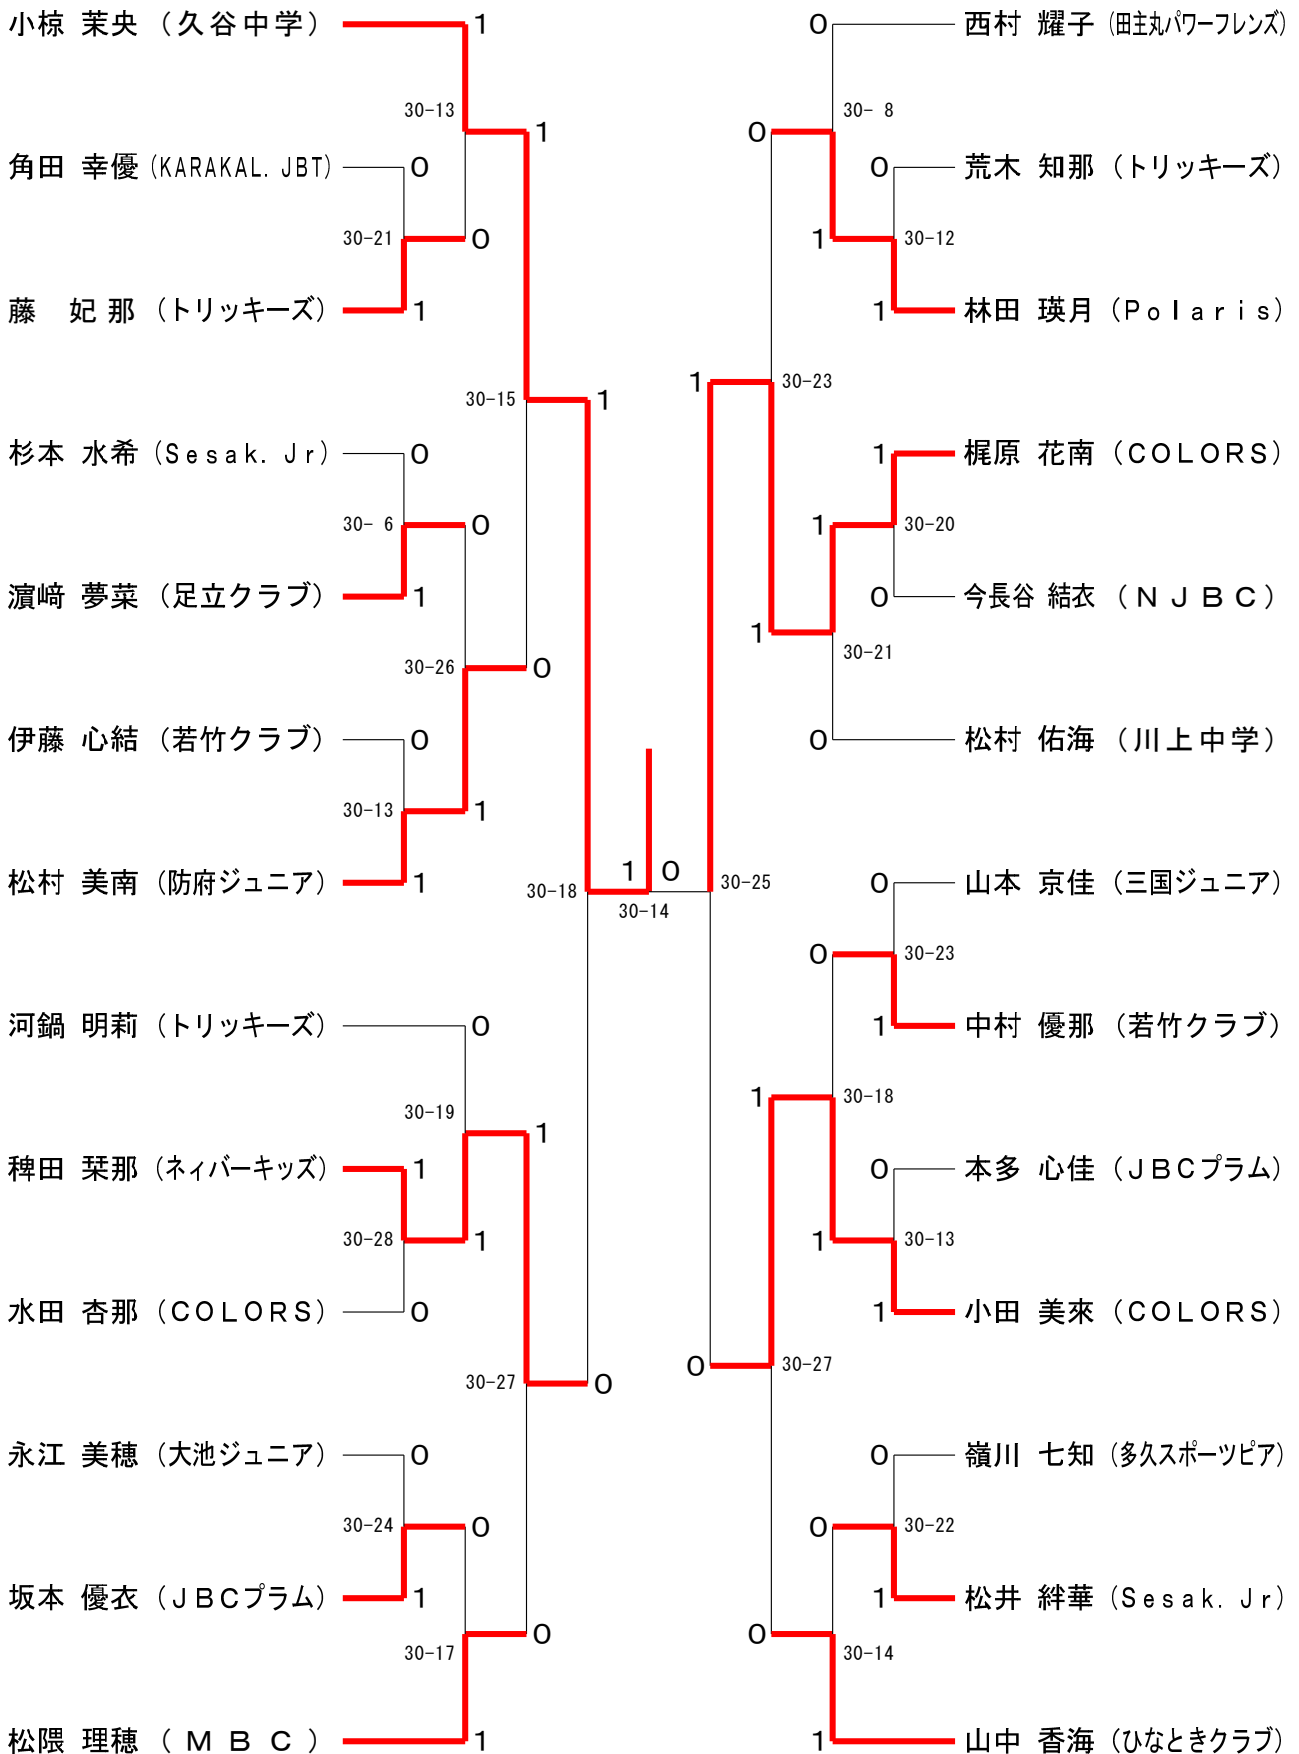 小椋 茉央 （久谷中学） 1
30-13
1
角田 幸優 (KARAKAL. JBT) 0
30-21
0
藤 妃那 （トリッキーズ） 1
30-15
1
杉本 水希 (Sesak. Jr) 0
30- 6
0
濵﨑 夢菜 （足立クラブ） 1
30-26
0
伊藤 心結 （若竹クラブ） 0
30-13
1
松村 美南 （防府ジュニア） 1
30-18
1 0
30-14
河鍋 明莉 （トリッキーズ） 0
30-19
1
稗田 栞那 （ネィバーキッズ） 1
30-28
1
水田 杏那 （COLORS） 0
30-27
0
永江 美穂 （大池ジュニア） 0
30-24
0
坂本 優衣 （JBCプラム） 1
30-17
0
松隈 理穂 （MBC） 1
0 西村 耀子 （田主丸パワーフレンズ）
30- 8
0
0 荒木 知那 （トリッキーズ）
30-12
1
1 林田 瑛月 （Polaris）
30-23
1
1 梶原 花南 （COLORS）
30-20
1
0 今長谷 結衣 （NJBC）
30-21
1
0 松村 佑海 （川上中学）
30-25
0 山本 京佳 （三国ジュニア）
30-23
0
1 中村 優那 （若竹クラブ）
30-18
1
0 本多 心佳 （JBCプラム）
30-13
1
1 小田 美來 （COLORS）
30-27
0
0 嶺川 七知 （多久スポーツピア）
30-22
0
1 松井 絆華 (Sesak. Jr)
30-14
0
1 山中 香海 （ひなときクラブ）